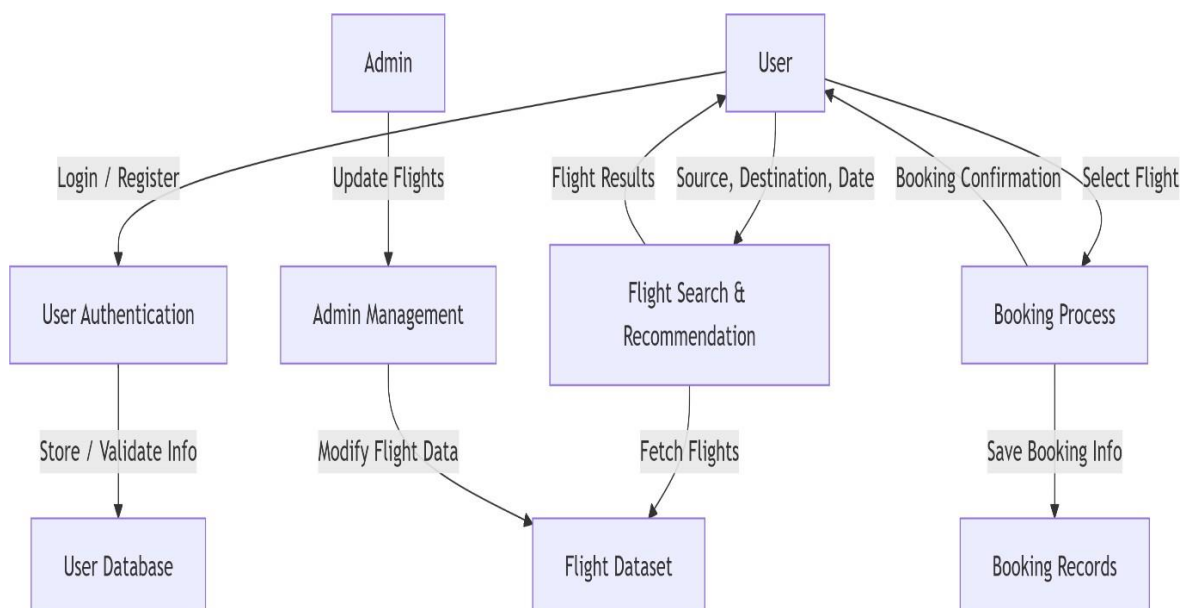 Admin
User
Login / Register
Update Flights
Flight Results
Source, Destination, Date
Booking Confirmation
Select Flight
User Authentication
Admin Management
Flight Search &
Recommendation
Booking Process
Store / Validate Info
Modify Flight Data
Fetch Flights
Save Booking Info
User Database
Flight Dataset
Booking Records